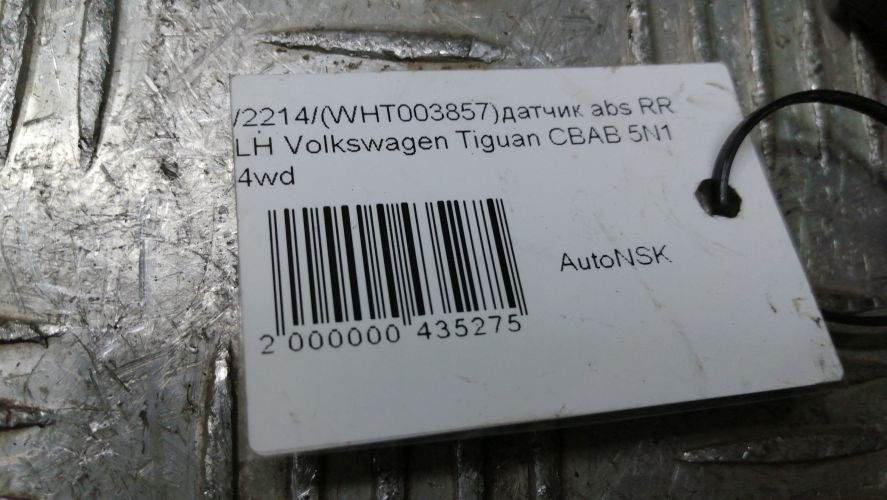 /2214/(WHT003857)датчик abs RR
LH Volkswagen Tiguan CBAB 5N1
4wd
AutoNSK
2 000000 435275